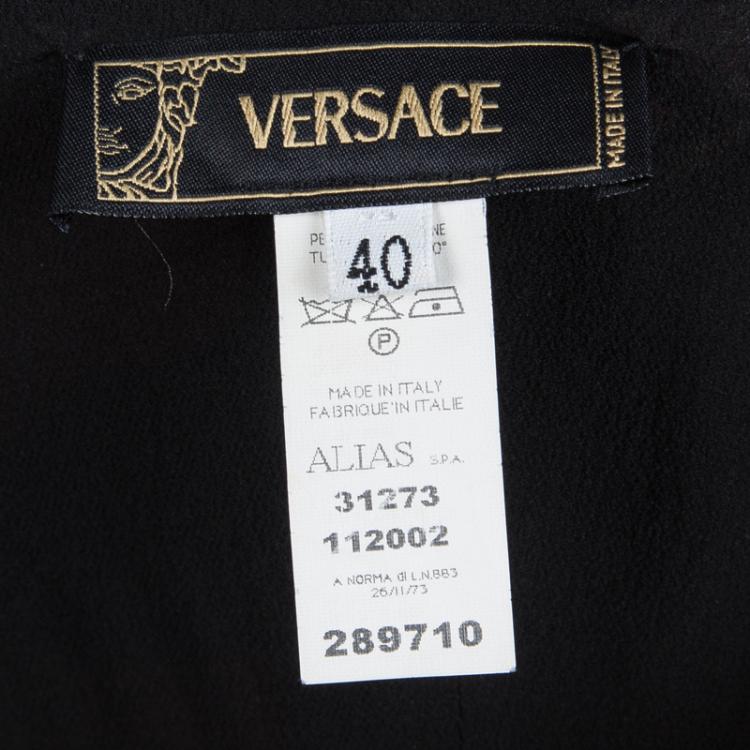 VERSACE
MADE IN ITALY
40
MADE IN ITALY
FABRIQUE'IN ITALIE
ALIAS S.P.A.
31273
112002
A NORMA di L.N.883
26/11/73
289710